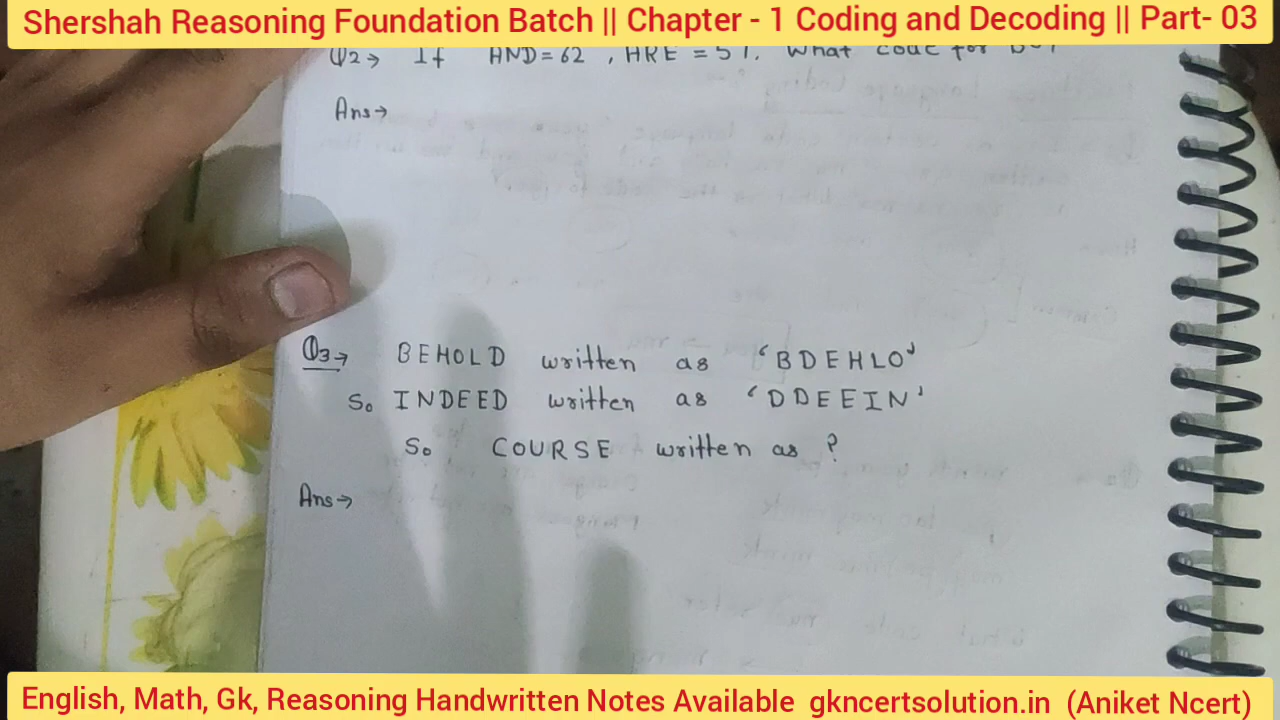 Shershah Reasoning Foundation Batch || Chapter - 1 Coding and Decoding || Part- 03
Q2→ If HND=62 , HRE = 57. What code for
Ans→
Q3→ BEHOLD written as 'BDEHLO'
So INDEED written as 'DDEEIN'
So COURSE written as ?
Ans→
English, Math, Gk, Reasoning Handwritten Notes Available gkncertsolution.in (Aniket Ncert)